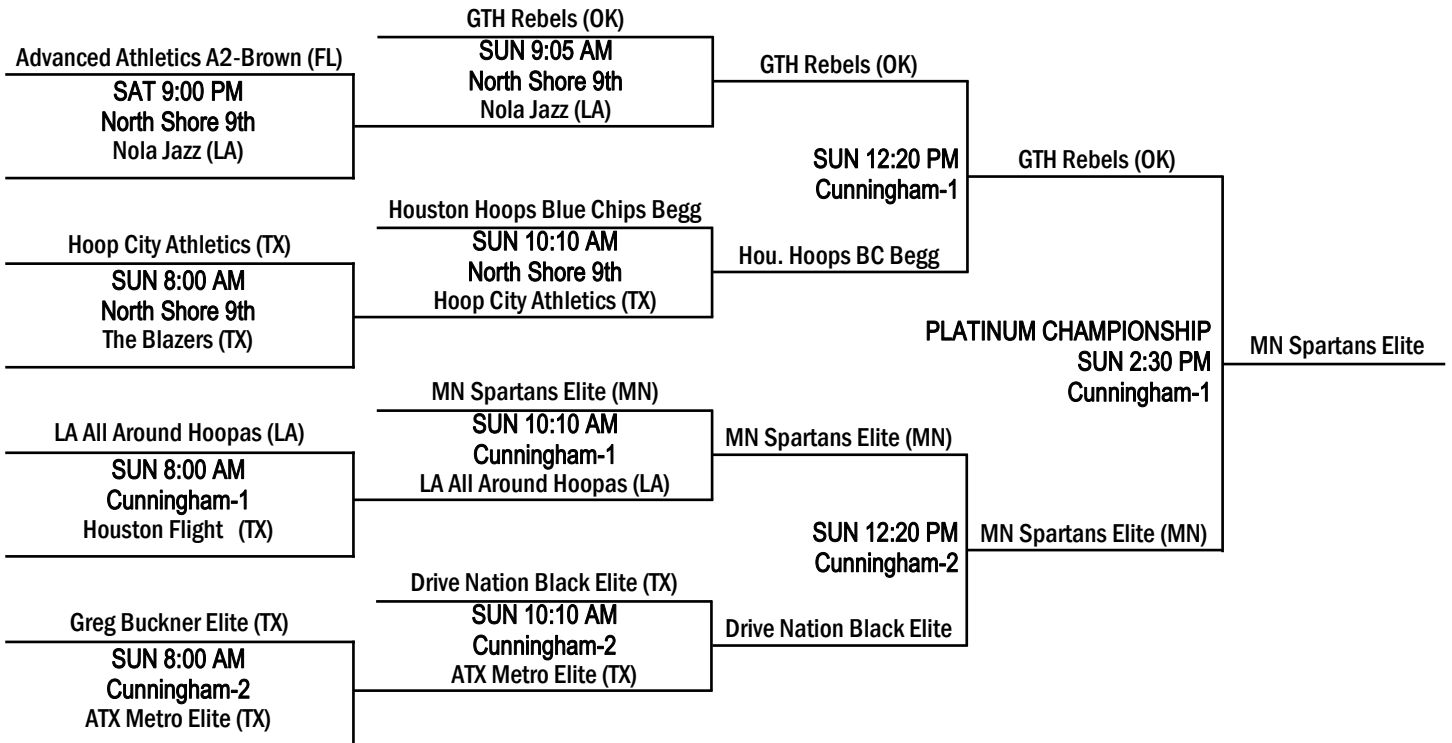 Advanced Athletics A2-Brown (FL)
SAT 9:00 PM
North Shore 9th
Nola Jazz (LA)
Hoop City Athletics (TX)
SUN 8:00 AM
North Shore 9th
The Blazers (TX)
LA All Around Hoopas (LA)
SUN 8:00 AM
Cunningham-1
Houston Flight (TX)
Greg Buckner Elite (TX)
SUN 8:00 AM
Cunningham-2
ATX Metro Elite (TX)
GTH Rebels (OK)
SUN 9:05 AM
North Shore 9th
Nola Jazz (LA)
Houston Hoops Blue Chips Begg
SUN 10:10 AM
North Shore 9th
Hoop City Athletics (TX)
MN Spartans Elite (MN)
SUN 10:10 AM
Cunningham-1
LA All Around Hoopas (LA)
Drive Nation Black Elite (TX)
SUN 10:10 AM
Cunningham-2
ATX Metro Elite (TX)
GTH Rebels (OK)
SUN 12:20 PM
Cunningham-1
Hou. Hoops BC Begg
MN Spartans Elite (MN)
SUN 12:20 PM
Cunningham-2
Drive Nation Black Elite
GTH Rebels (OK)
PLATINUM CHAMPIONSHIP
SUN 2:30 PM
Cunningham-1
MN Spartans Elite (MN)
MN Spartans Elite